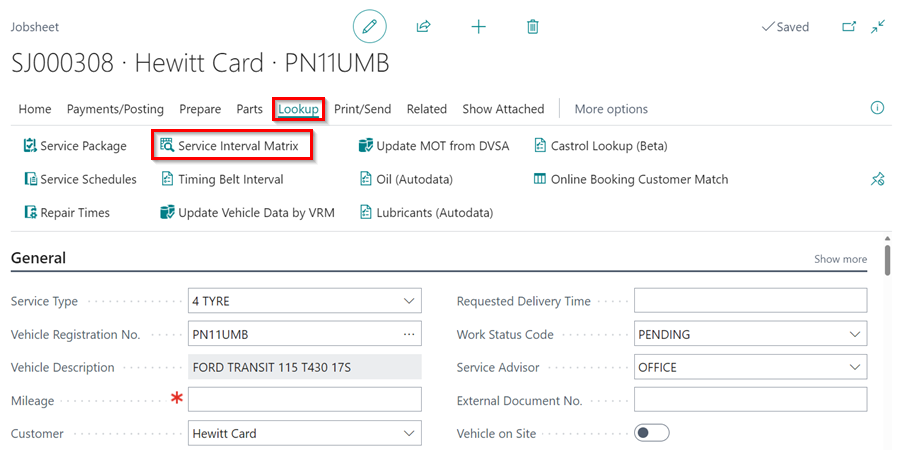 Jobsheet
Saved
SJ000308 · Hewitt Card · PN11UMB
Home Payments/Posting Prepare Parts Lookup Print/Send Related Show Attached More options
Service Package Service Interval Matrix Update MOT from DVSA Castrol Lookup (Beta)
Service Schedules Timing Belt Interval Oil (Autodata) Online Booking Customer Match
Repair Times Update Vehicle Data by VRM Lubricants (Autodata)
General Show more
Service Type 4 TYRE Requested Delivery Time
Vehicle Registration No. PN11UMB ··· Work Status Code PENDING
Vehicle Description FORD TRANSIT 115 T430 17S Service Advisor OFFICE
Mileage * External Document No.
Customer Hewitt Card Vehicle on Site